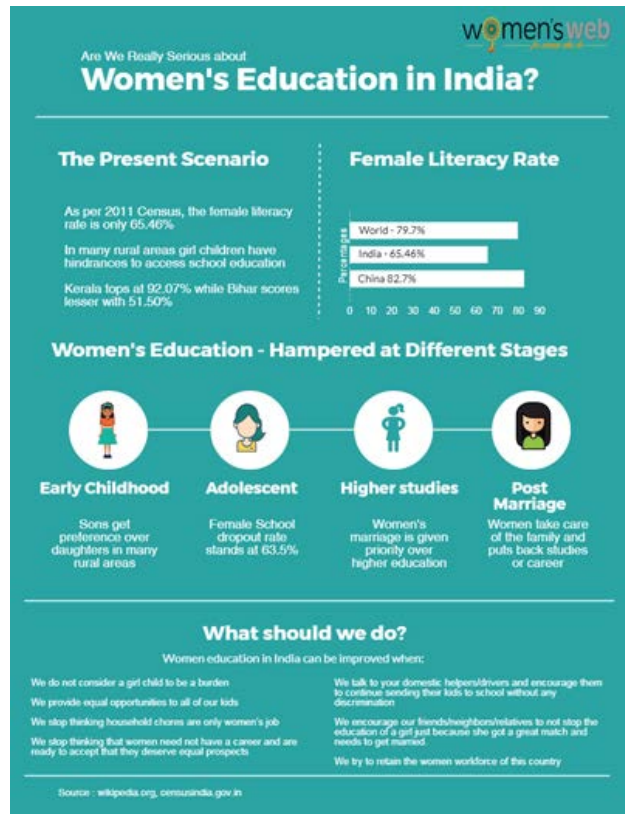 women'sweb
Are We Really Serious about
Women's Education in India?
The Present Scenario
As per 2011 Census, the female literacy
rate is only 65.46%
In many rural areas girl children have
hindrances to access school education
Kerala tops at 92.07% while Bihar scores
lesser with 51.50%
Female Literacy Rate
Percentages
World - 79.7%
India - 65.46%
China 82.7%
0 10 20 30 40 50 60 70 80 90
Women's Education - Hampered at Different Stages
Early Childhood
Sons get
preference over
daughters in many
rural areas
Adolescent
Female School
dropout rate
stands at 63.5%
Higher studies
Women's
marriage is given
priority over
higher education
Post
Marriage
Women take care
of the family and
puts back studies
or career
What should we do?
Women education in India can be improved when:
We do not consider a girl child to be a burden
We provide equal opportunities to all of our kids
We stop thinking household chores are only women's job
We stop thinking that women need not have a career and are
ready to accept that they deserve equal prospects
We talk to your domestic helpers/drivers and encourage them
to continue sending their kids to school without any
discrimination
We encourage our friends/neighbors/relatives to not stop the
education of a girl just because she got a great match and
needs to get married.
We try to retain the women workforce of this country
Source : wikipedia.org, censusindia.gov.in